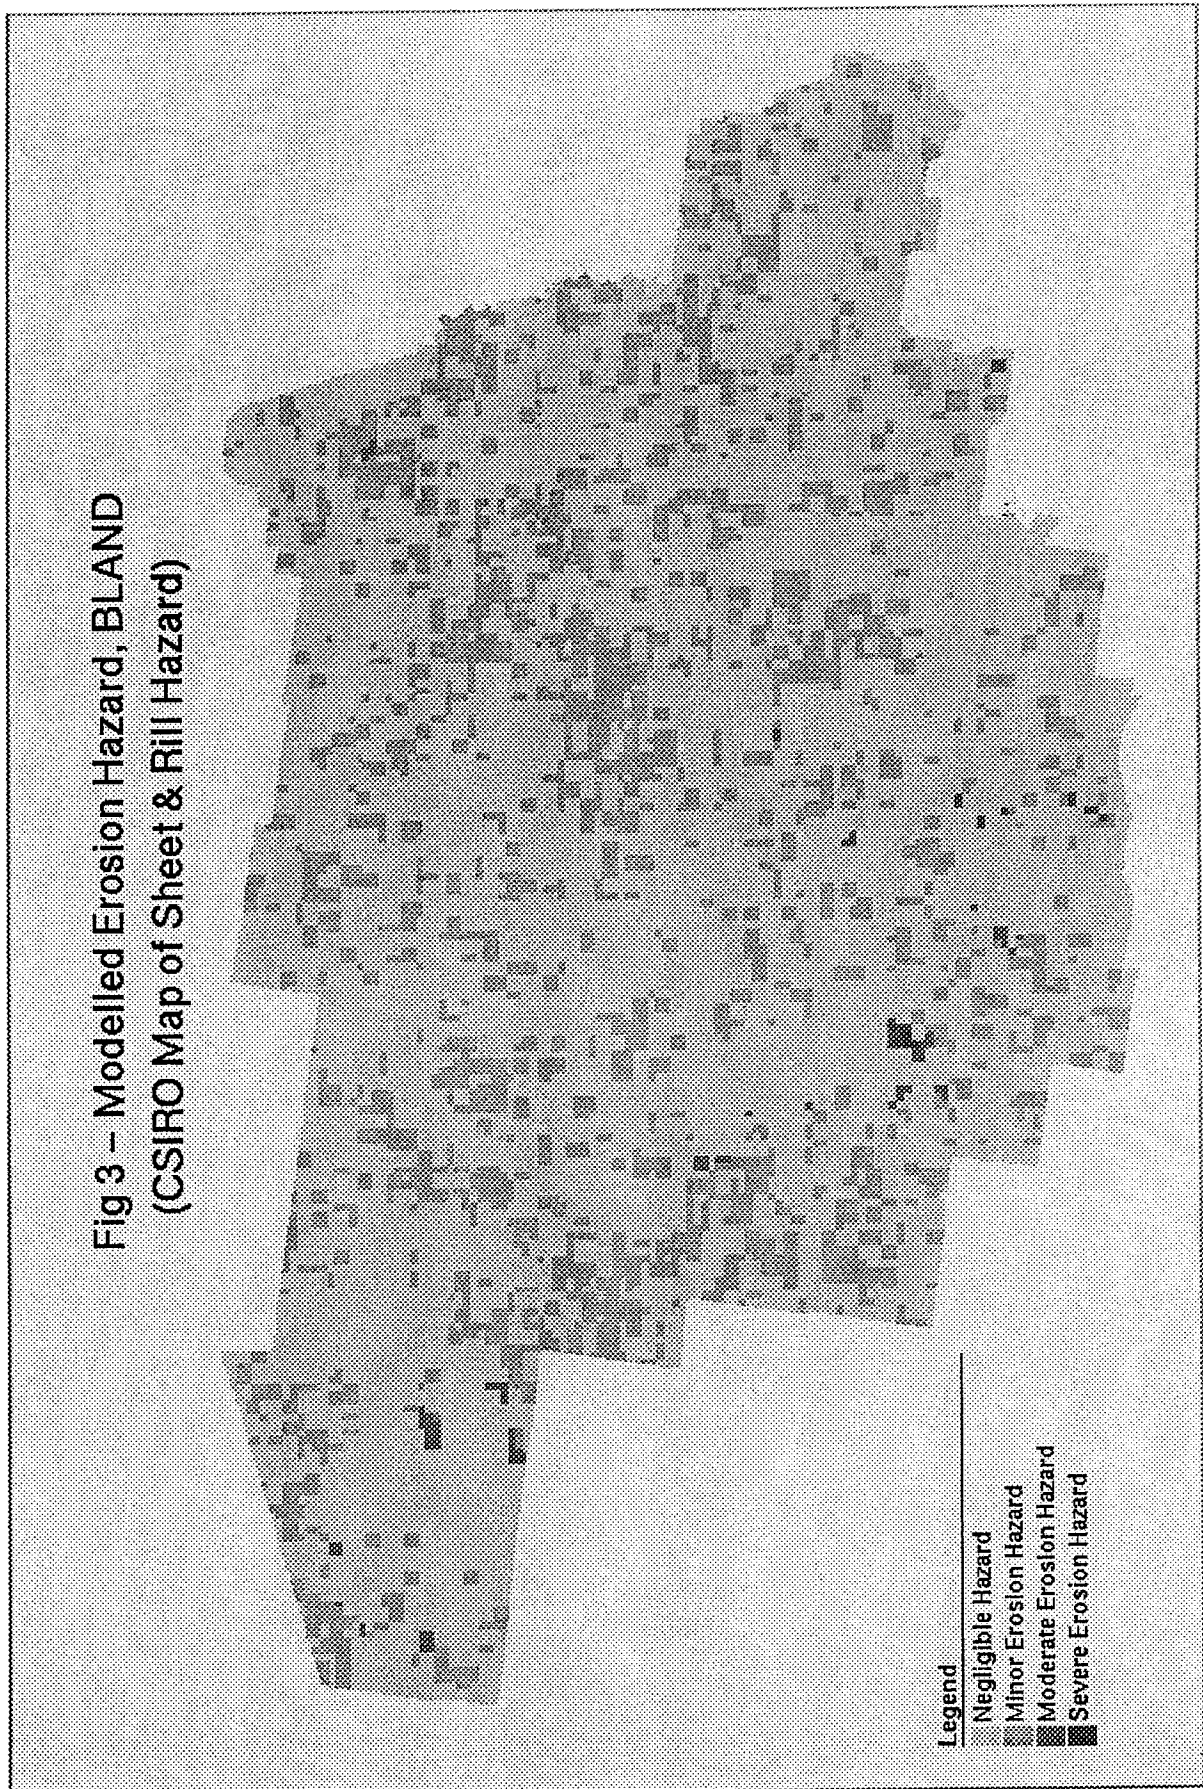 Fig 3 – Modelled Erosion Hazard, BLAND
(CSIRO Map of Sheet & Rill Hazard)
Legend
Negligible Hazard
Minor Erosion Hazard
Moderate Erosion Hazard
Severe Erosion Hazard